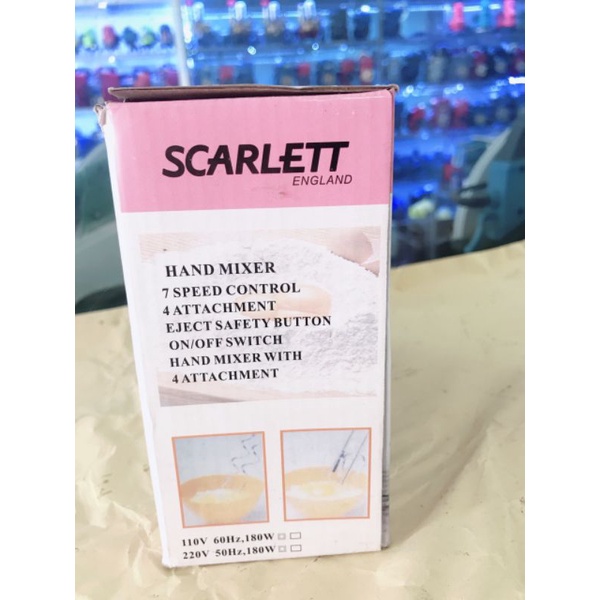 SCARLETT
ENGLAND
HAND MIXER
7 SPEED CONTROL
4 ATTACHMENT
EJECT SAFETY BUTTON
ON/OFF SWITCH
HAND MIXER WITH
4 ATTACHMENT
110V 60Hz,180W
220V 50Hz,180W